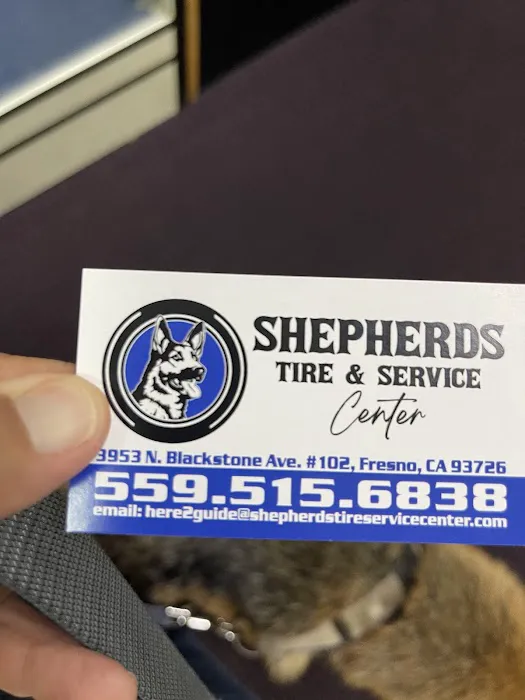 SHEPHERDS
TIRE & SERVICE
Center
3953 N. Blackstone Ave. #102, Fresno, CA 93726
559.515.6838
email: here2guide@shepherdstireservicecenter.com